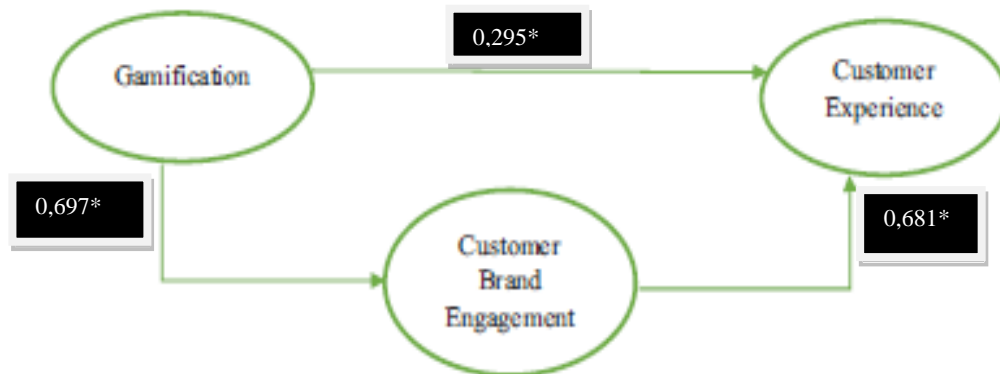 0,295*
Gamification
Customer
Experience
0,697*
0,681*
Customer
Brand
Engagement